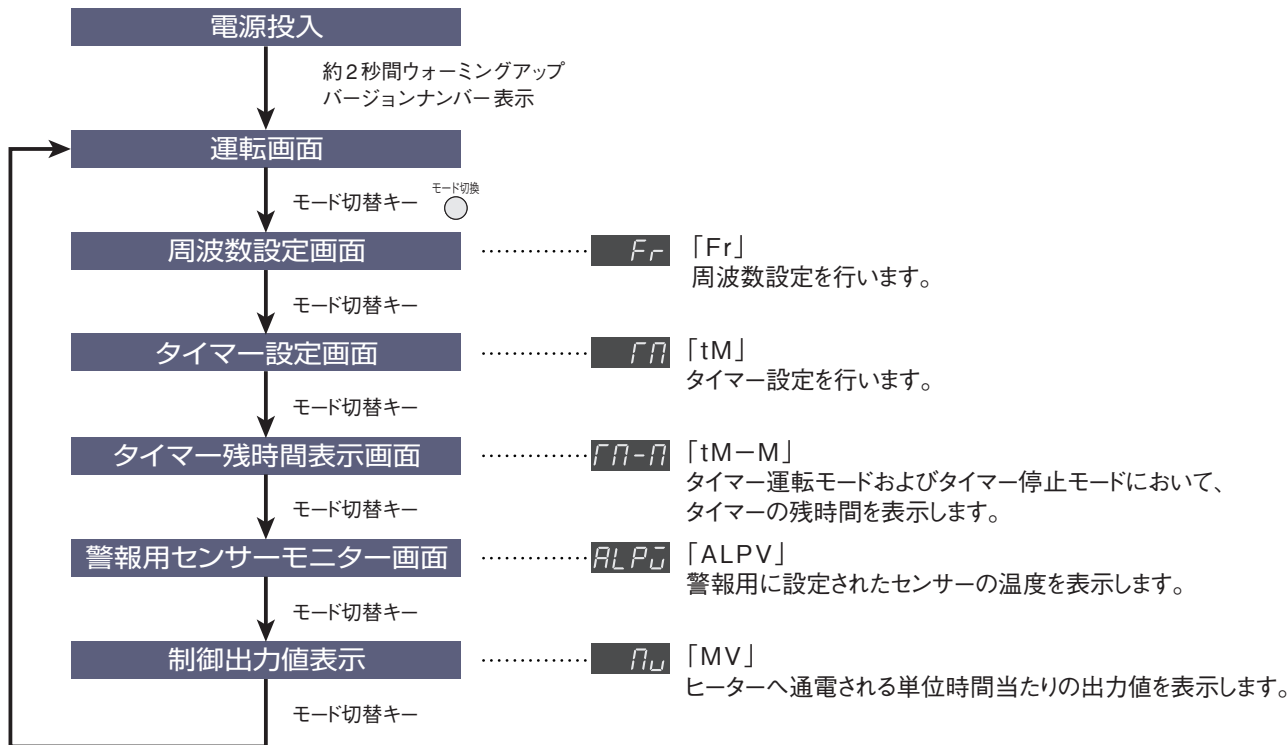 電源投入
約2秒間ウォーミングアップ
バージョンナンバー表示
運転画面
モード切替キー
モード切換
周波数設定画面
Fr
「Fr」
周波数設定を行います。
モード切替キー
タイマー設定画面
tM
「tM」
タイマー設定を行います。
モード切替キー
タイマー残時間表示画面
tM-M
「tM−M」
タイマー運転モードおよびタイマー停止モードにおいて、
タイマーの残時間を表示します。
モード切替キー
警報用センサーモニター画面
ALPV
「ALPV」
警報用に設定されたセンサーの温度を表示します。
モード切替キー
制御出力値表示
Mv
「MV」
ヒーターへ通電される単位時間当たりの出力値を表示します。
モード切替キー